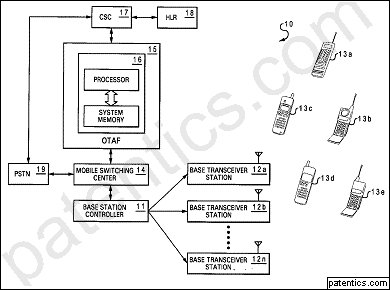 CSC 17
HLR 18
10
15
16
PROCESSOR
SYSTEM
MEMORY
OTAF
13a
13c
13b
13d
13e
PSTN 19
MOBILE SWITCHING
CENTER 14
BASE STATION
CONTROLLER 11
BASE TRANSCEIVER
STATION 12a
BASE TRANSCEIVER
STATION 12b
BASE TRANSCEIVER
STATION 12n
patentics.com
patentics.com